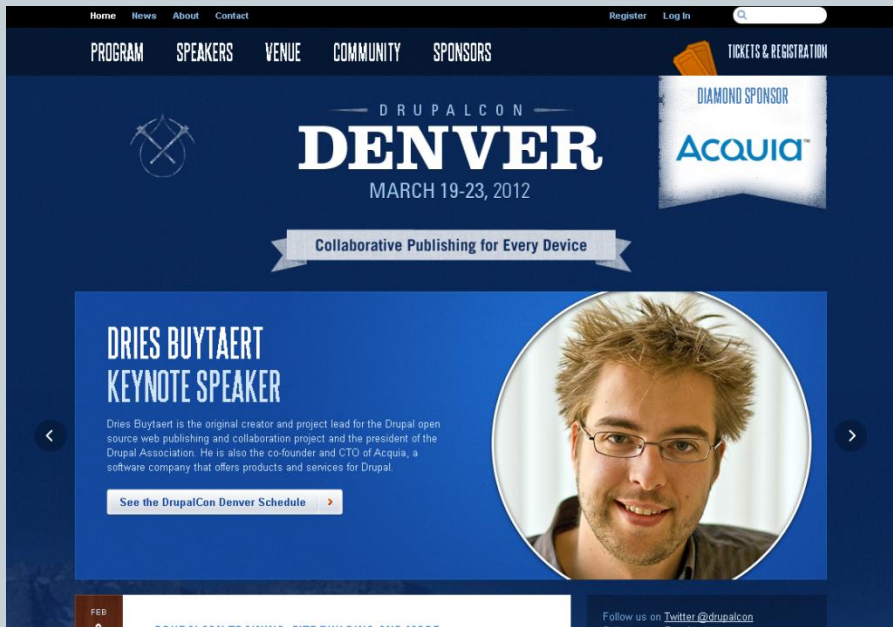 Home News About Contact Register Log In
PROGRAM SPEAKERS VENUE COMMUNITY SPONSORS TICKETS & REGISTRATION
DIAMOND SPONSOR
ACQUIA™
DRUPALCON
DENVER
MARCH 19-23, 2012
Collaborative Publishing for Every Device
DRIES BUYTAERT
KEYNOTE SPEAKER
Dries Buytaert is the original creator and project lead for the Drupal open
source web publishing and collaboration project and the president of the
Drupal Association. He is also the co-founder and CTO of Acquia, a
software company that offers products and services for Drupal.
See the DrupalCon Denver Schedule
FEB
Follow us on Twitter @drupalcon